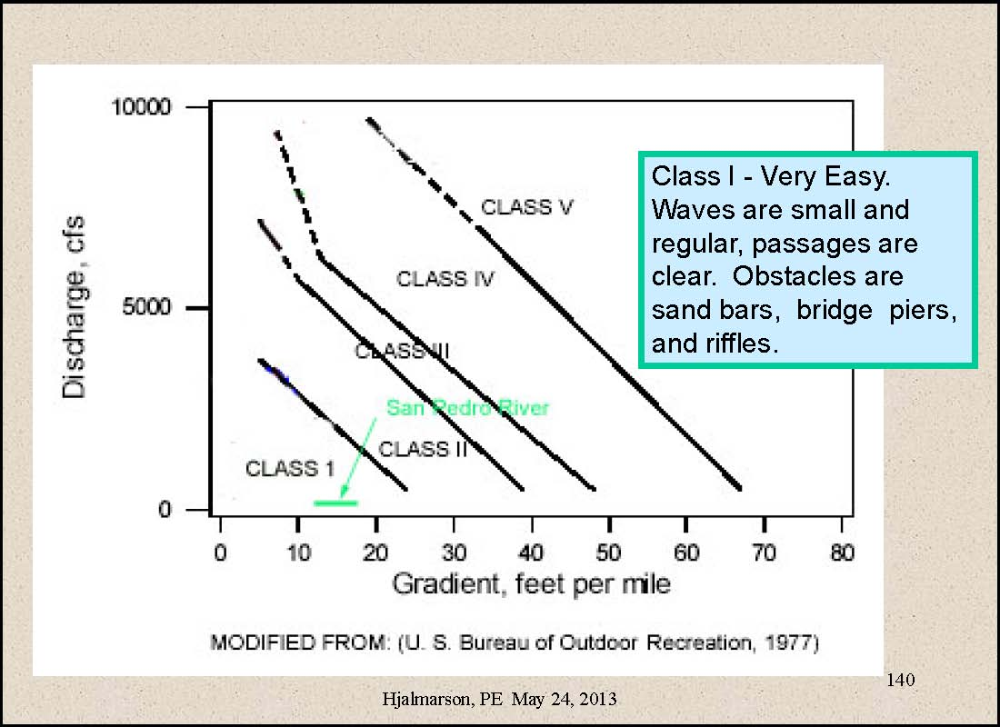 10000
5000
0
Discharge, cfs
CLASS V
CLASS IV
CLASS III
San Pedro River
CLASS II
CLASS 1
0 10 20 30 40 50 60 70 80
Gradient, feet per mile
MODIFIED FROM: (U. S. Bureau of Outdoor Recreation, 1977)
Class I - Very Easy.
Waves are small and
regular, passages are
clear. Obstacles are
sand bars, bridge piers,
and riffles.
140
Hjalmarson, PE May 24, 2013